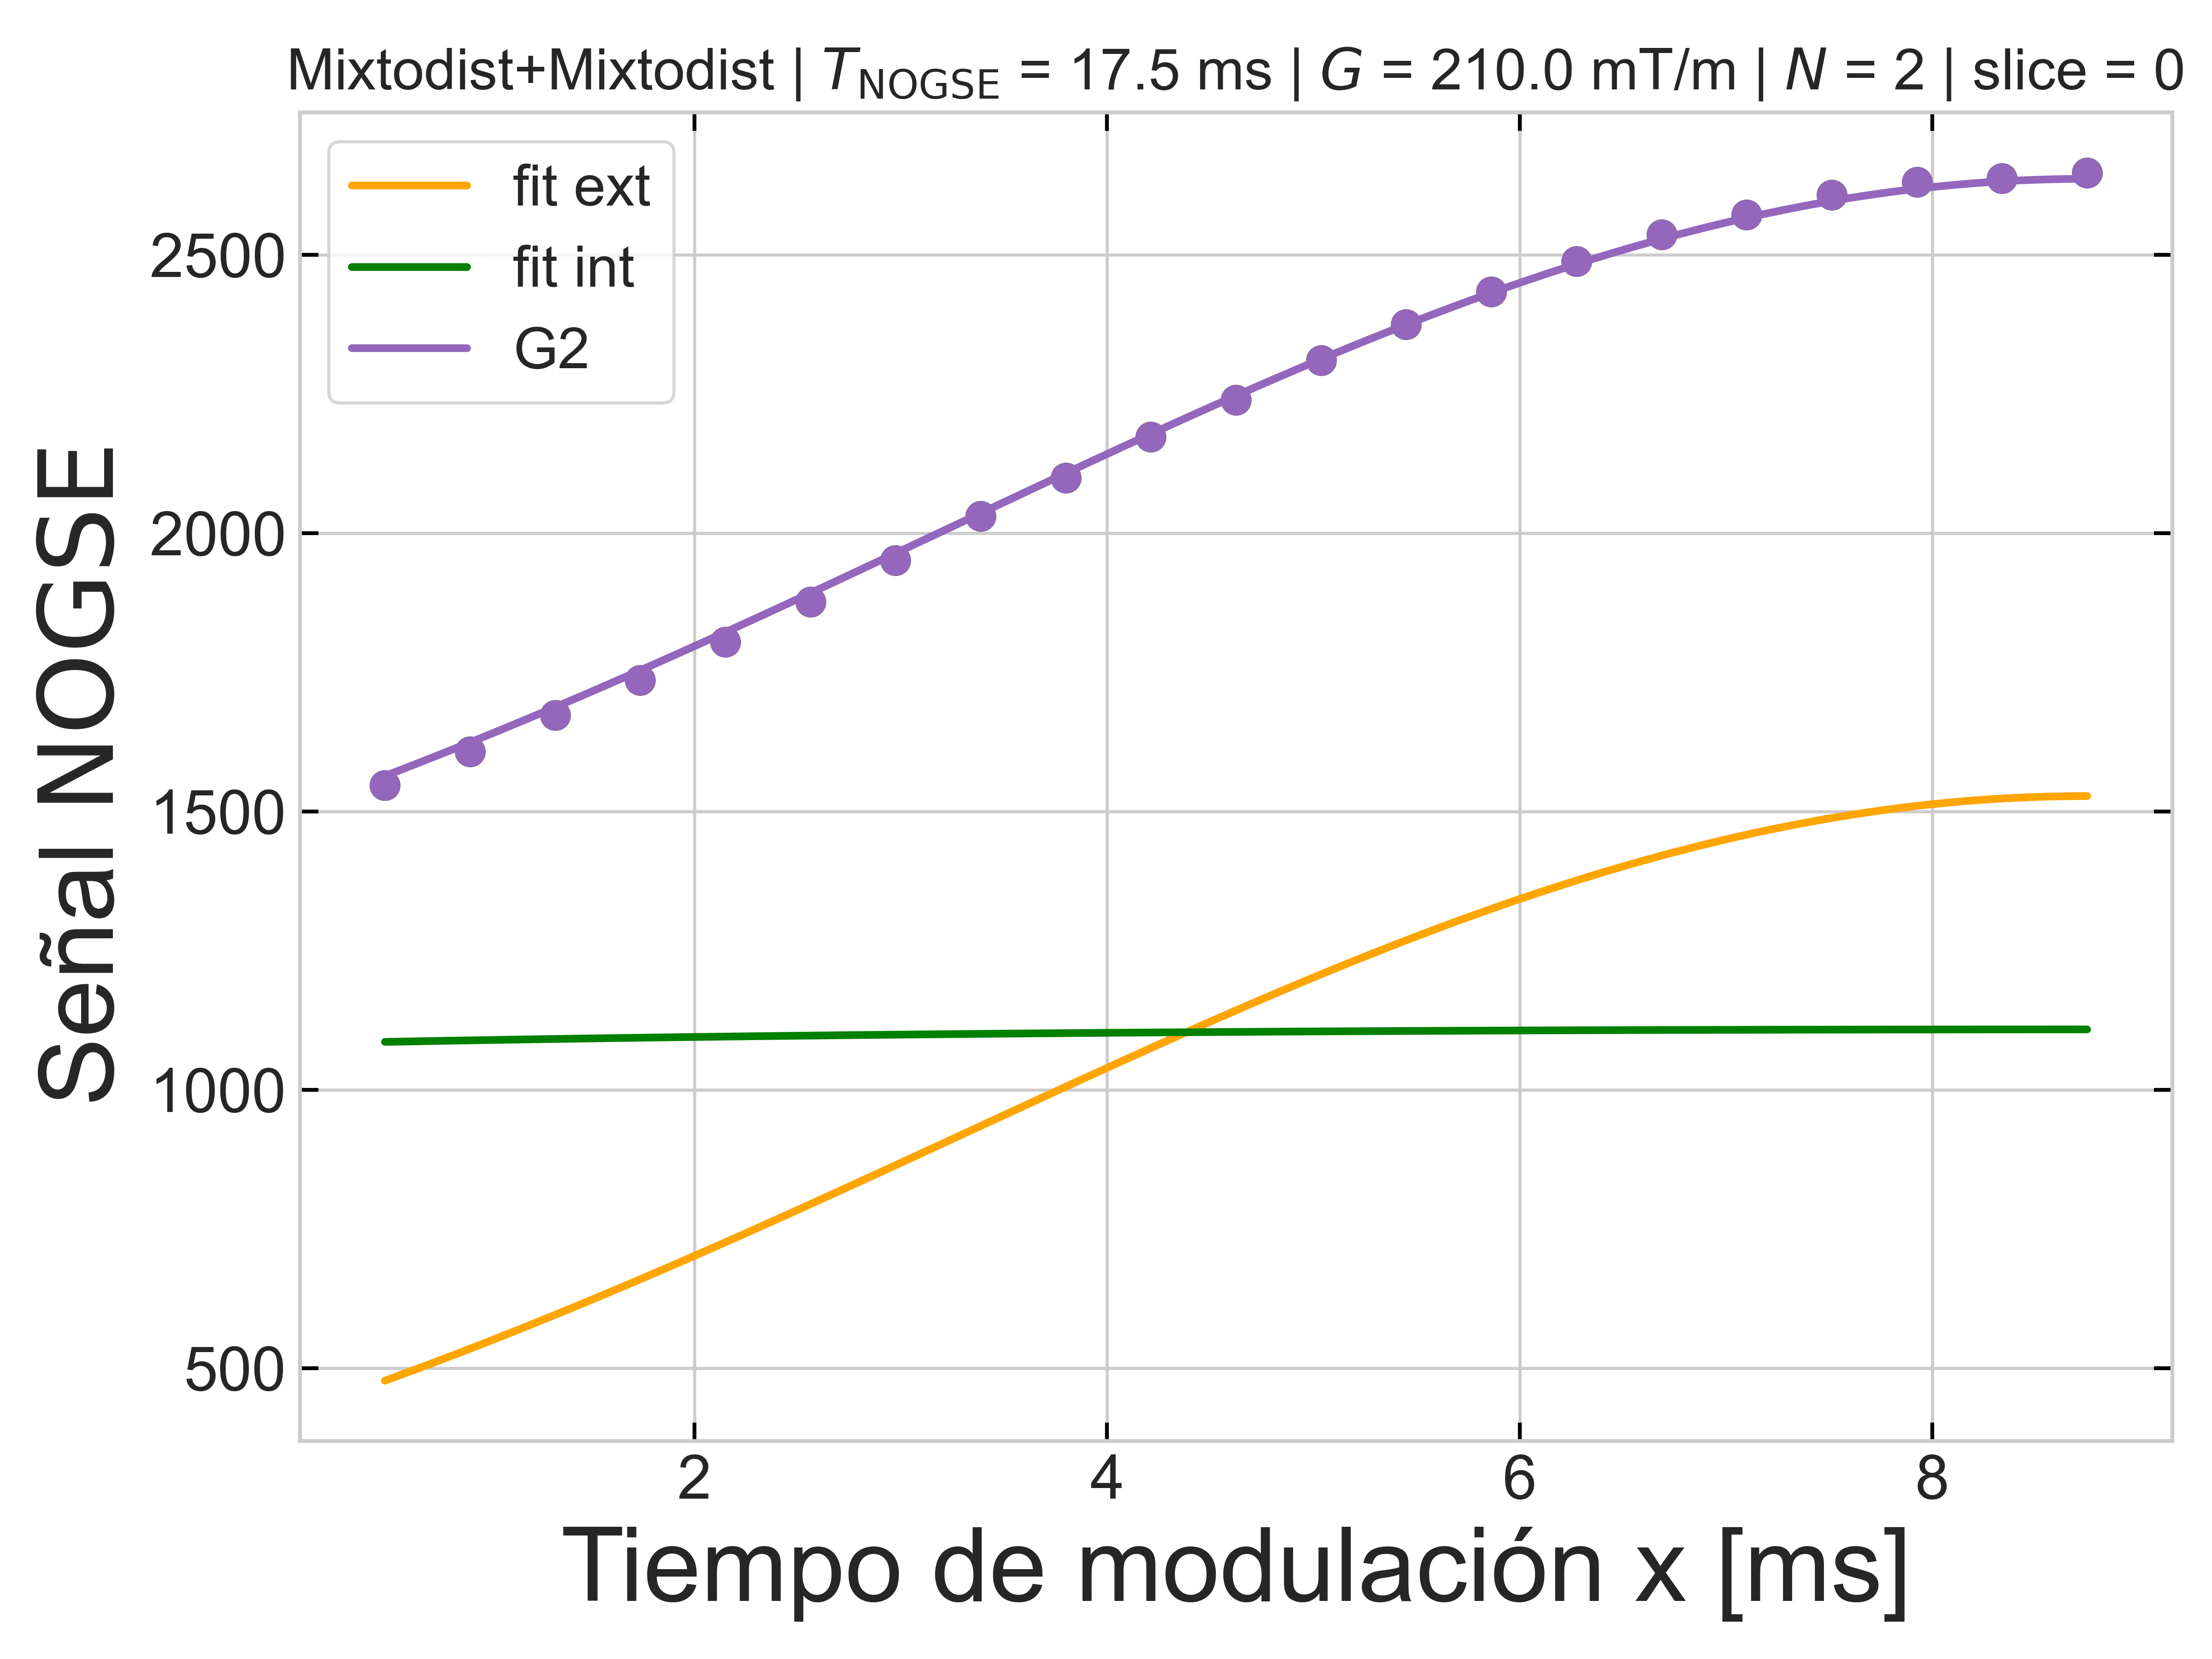 Mixtodist+Mixtodist | T_NOGSE = 17.5 ms | G = 210.0 mT/m | N = 2 | slice = 0
fit ext
fit int
G2
Señal NOGSE
2500
2000
1500
1000
500
2 4 6 8
Tiempo de modulación x [ms]